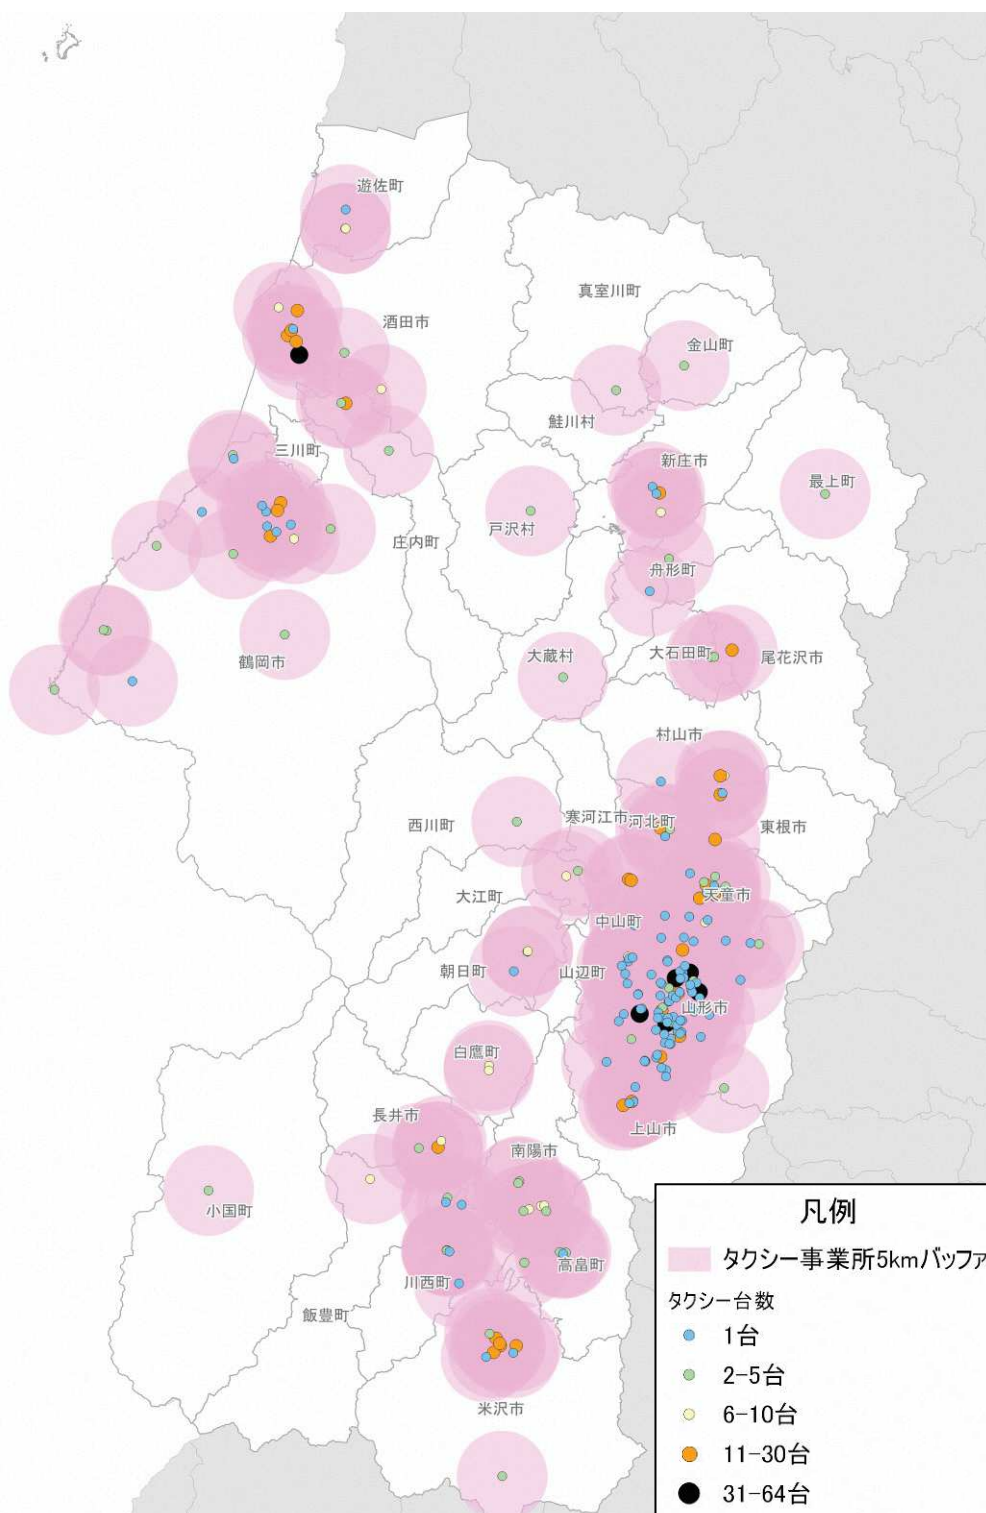 遊佐町
真室川町
酒田市
金山町
鮭川村
三川町
新庄市
最上町
戸沢村
庄内町
舟形町
大蔵村
大石田町
尾花沢市
鶴岡市
村山市
寒河江市
河北町
西川町
東根市
大江町
天童市
中山町
朝日町
山辺町
山形市
白鷹町
長井市
上山市
南陽市
小国町
高畠町
川西町
飯豊町
米沢市
凡例
タクシー事業所5kmバッファ
タクシー台数
1台
2-5台
6-10台
11-30台
31-64台